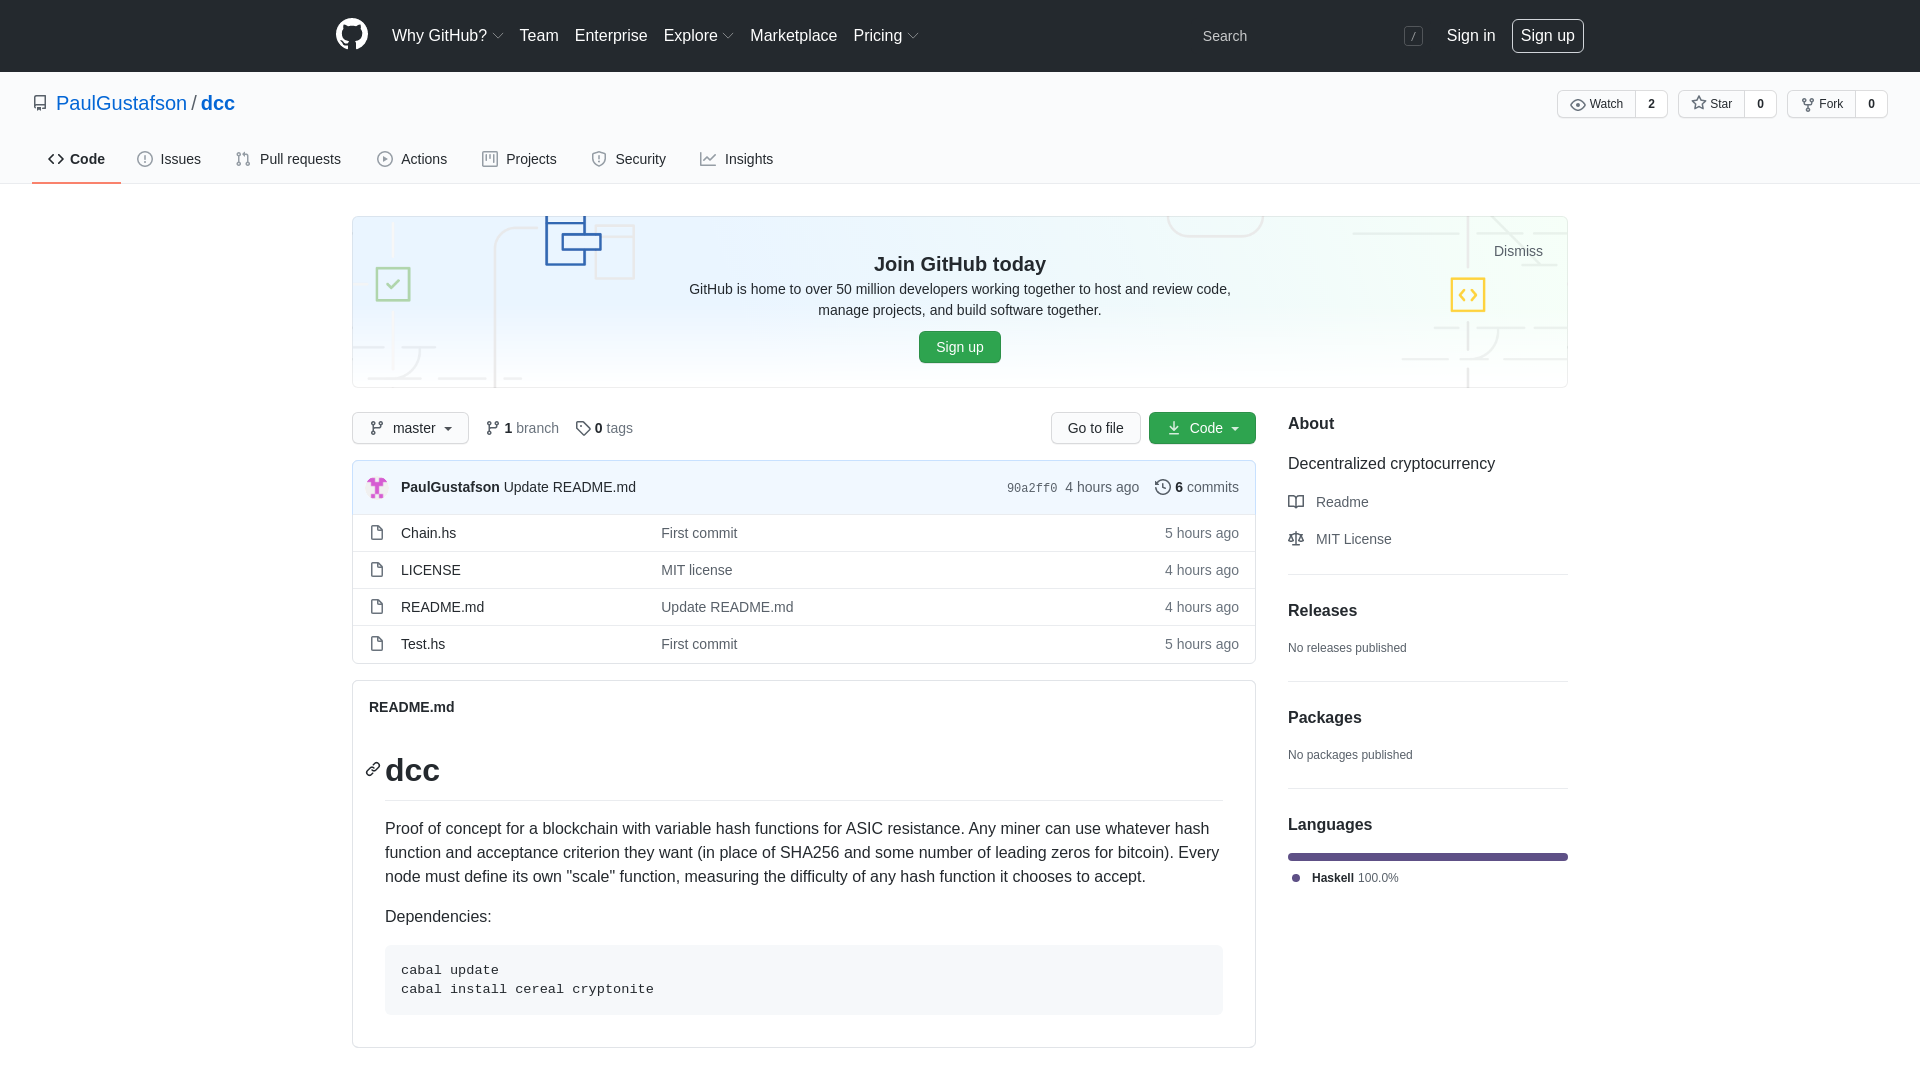 Why GitHub? Team Enterprise Explore Marketplace Pricing Search / Sign in Sign up
PaulGustafson / dcc Watch 2 Star 0 Fork 0
Code Issues Pull requests Actions Projects Security Insights
Dismiss
Join GitHub today
GitHub is home to over 50 million developers working together to host and review code,
manage projects, and build software together.
Sign up
master 1 branch 0 tags Go to file Code
PaulGustafson Update README.md 90a2ff0 4 hours ago 6 commits
Chain.hs First commit 5 hours ago
LICENSE MIT license 4 hours ago
README.md Update README.md 4 hours ago
Test.hs First commit 5 hours ago
README.md
dcc
Proof of concept for a blockchain with variable hash functions for ASIC resistance. Any miner can use whatever hash
function and acceptance criterion they want (in place of SHA256 and some number of leading zeros for bitcoin). Every
node must define its own "scale" function, measuring the difficulty of any hash function it chooses to accept.
Dependencies:
cabal update
cabal install cereal cryptonite
About
Decentralized cryptocurrency
Readme
MIT License
Releases
No releases published
Packages
No packages published
Languages
Haskell 100.0%